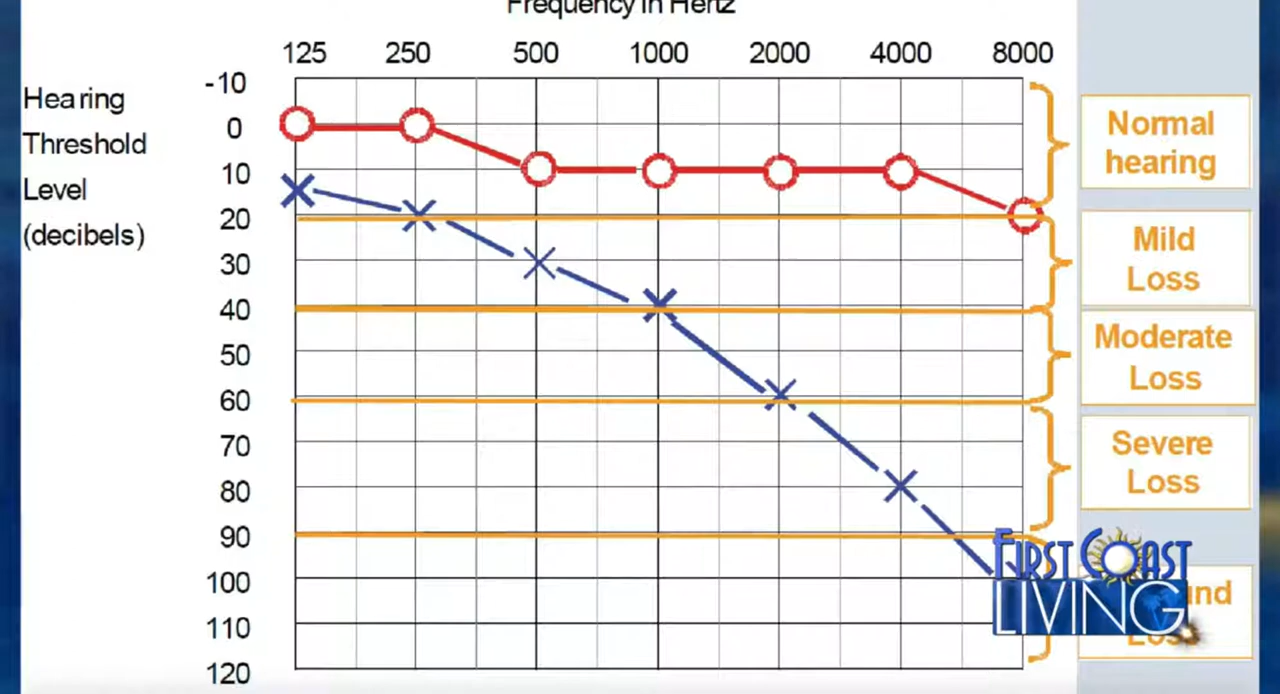 Frequency in Hertz
125 250 500 1000 2000 4000 8000
Hearing
Threshold
Level
(decibels)
-10
0
10
20
30
40
50
60
70
80
90
100
110
120
Normal
hearing
Mild
Loss
Moderate
Loss
Severe
Loss
Loss
FIRST COAST
LIVING